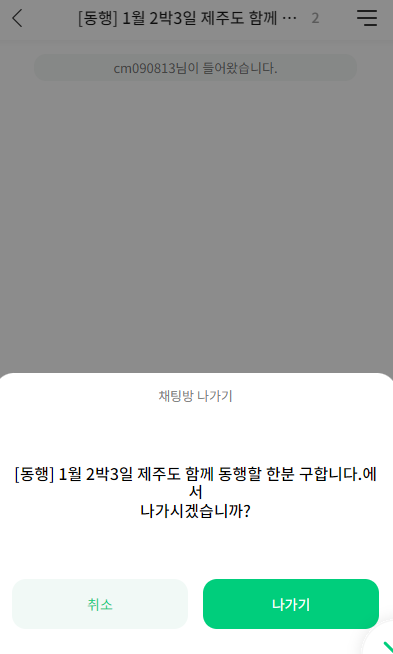 [동행] 1월 2박3일 제주도 함께 ··· 2
cm090813님이 들어왔습니다.
채팅방 나가기
[동행] 1월 2박3일 제주도 함께 동행할 한분 구합니다.에
서
나가시겠습니까?
취소 나가기